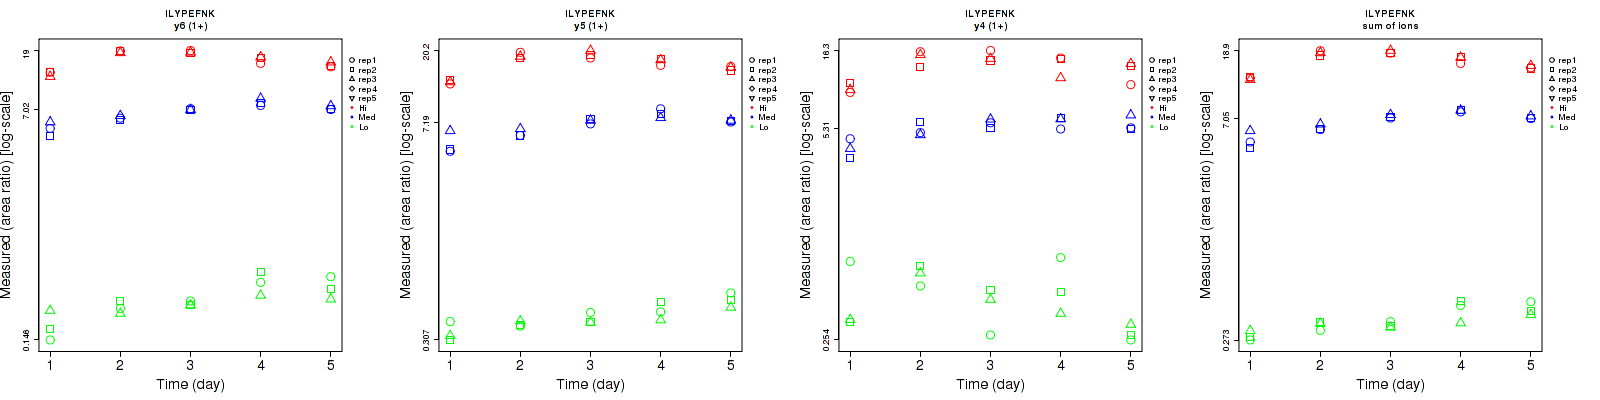 ILYPEFNK
y6 (1+)
Measured (area ratio) [log-scale]
19
7.02
0.146
1 2 3 4 5
Time (day)
rep1
rep2
rep3
rep4
rep5
Hi
Med
Lo
ILYPEFNK
y5 (1+)
Measured (area ratio) [log-scale]
20.2
7.19
0.307
1 2 3 4 5
Time (day)
rep1
rep2
rep3
rep4
rep5
Hi
Med
Lo
ILYPEFNK
y4 (1+)
Measured (area ratio) [log-scale]
16.3
5.31
0.254
1 2 3 4 5
Time (day)
rep1
rep2
rep3
rep4
rep5
Hi
Med
Lo
ILYPEFNK
sum of ions
Measured (area ratio) [log-scale]
18.9
7.05
0.273
1 2 3 4 5
Time (day)
rep1
rep2
rep3
rep4
rep5
Hi
Med
Lo